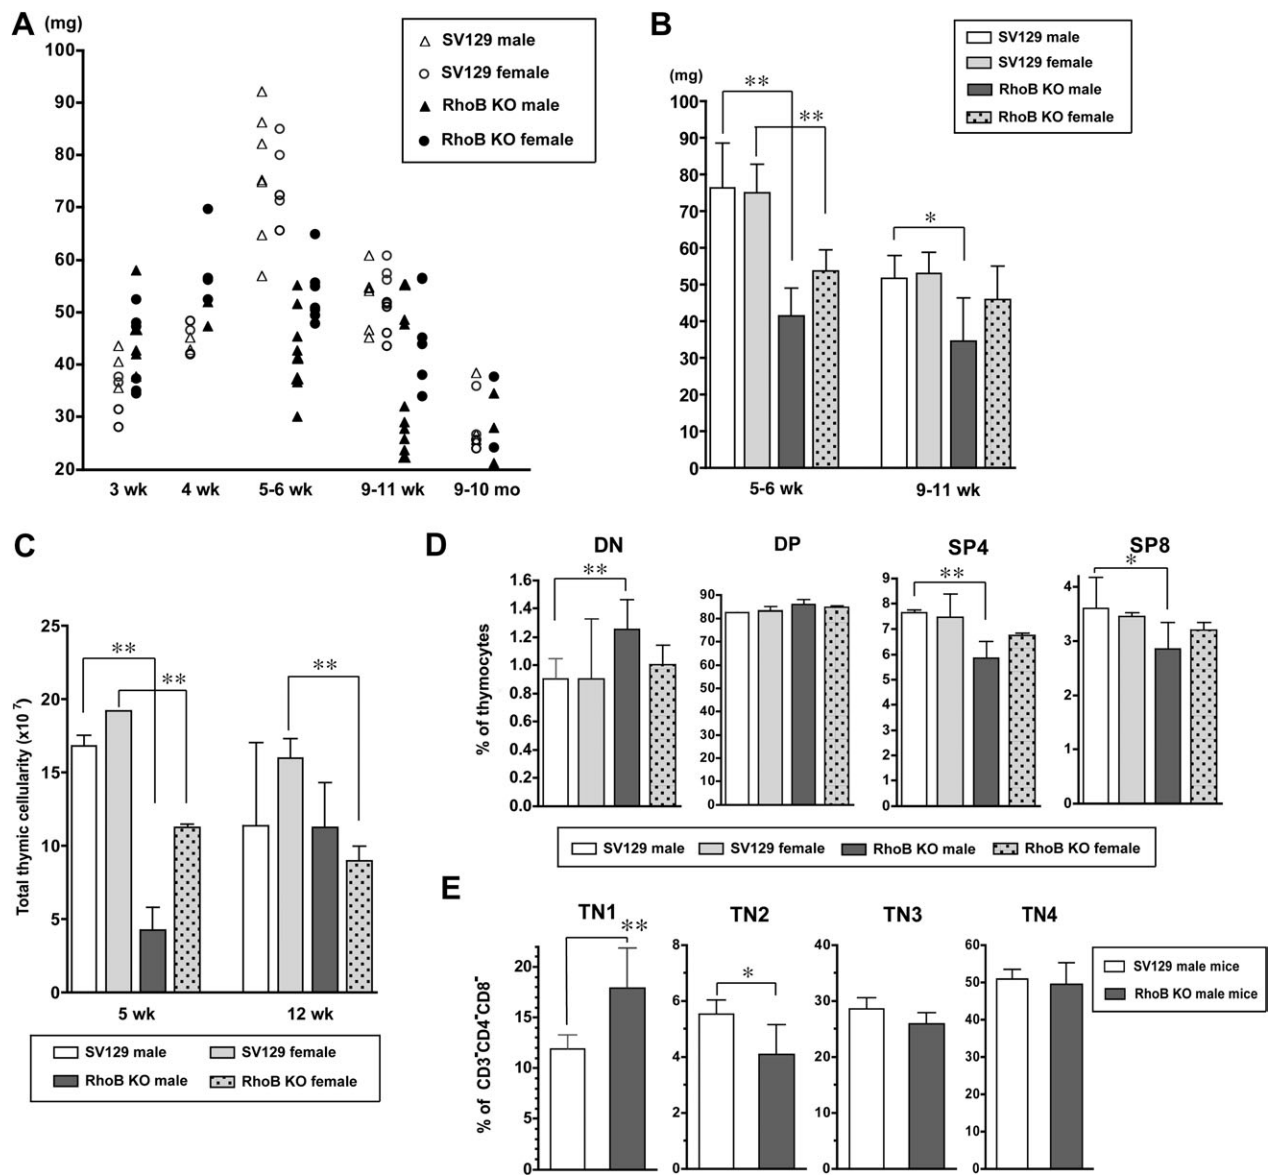 A
(mg)
100
90
80
70
60
50
40
30
20
3 wk 4 wk 5-6 wk 9-11 wk 9-10 mo
SV129 male
SV129 female
RhoB KO male
RhoB KO female
B
(mg)
100
90
80
70
60
50
40
30
20
10
0
**
**
*
5-6 wk 9-11 wk
SV129 male
SV129 female
RhoB KO male
RhoB KO female
C
Total thymic cellularity (x10⁷)
25
20
15
10
5
0
**
**
**
5 wk 12 wk
SV129 male SV129 female
RhoB KO male RhoB KO female
D
% of thymocytes
DN
1.6
1.4
1.2
1.0
0.8
0.6
0.4
0.2
0.0
**
DP
90
80
70
60
50
40
30
20
10
0
SP4
9
8
7
6
5
4
3
2
1
0
**
SP8
4
3
2
1
0
*
SV129 male SV129 female RhoB KO male RhoB KO female
E
% of CD3⁻CD4⁻CD8⁻
TN1
20
15
10
5
0
**
TN2
8
6
4
2
0
*
TN3
40
30
20
10
0
TN4
60
50
40
30
20
10
0
SV129 male mice
RhoB KO male mice